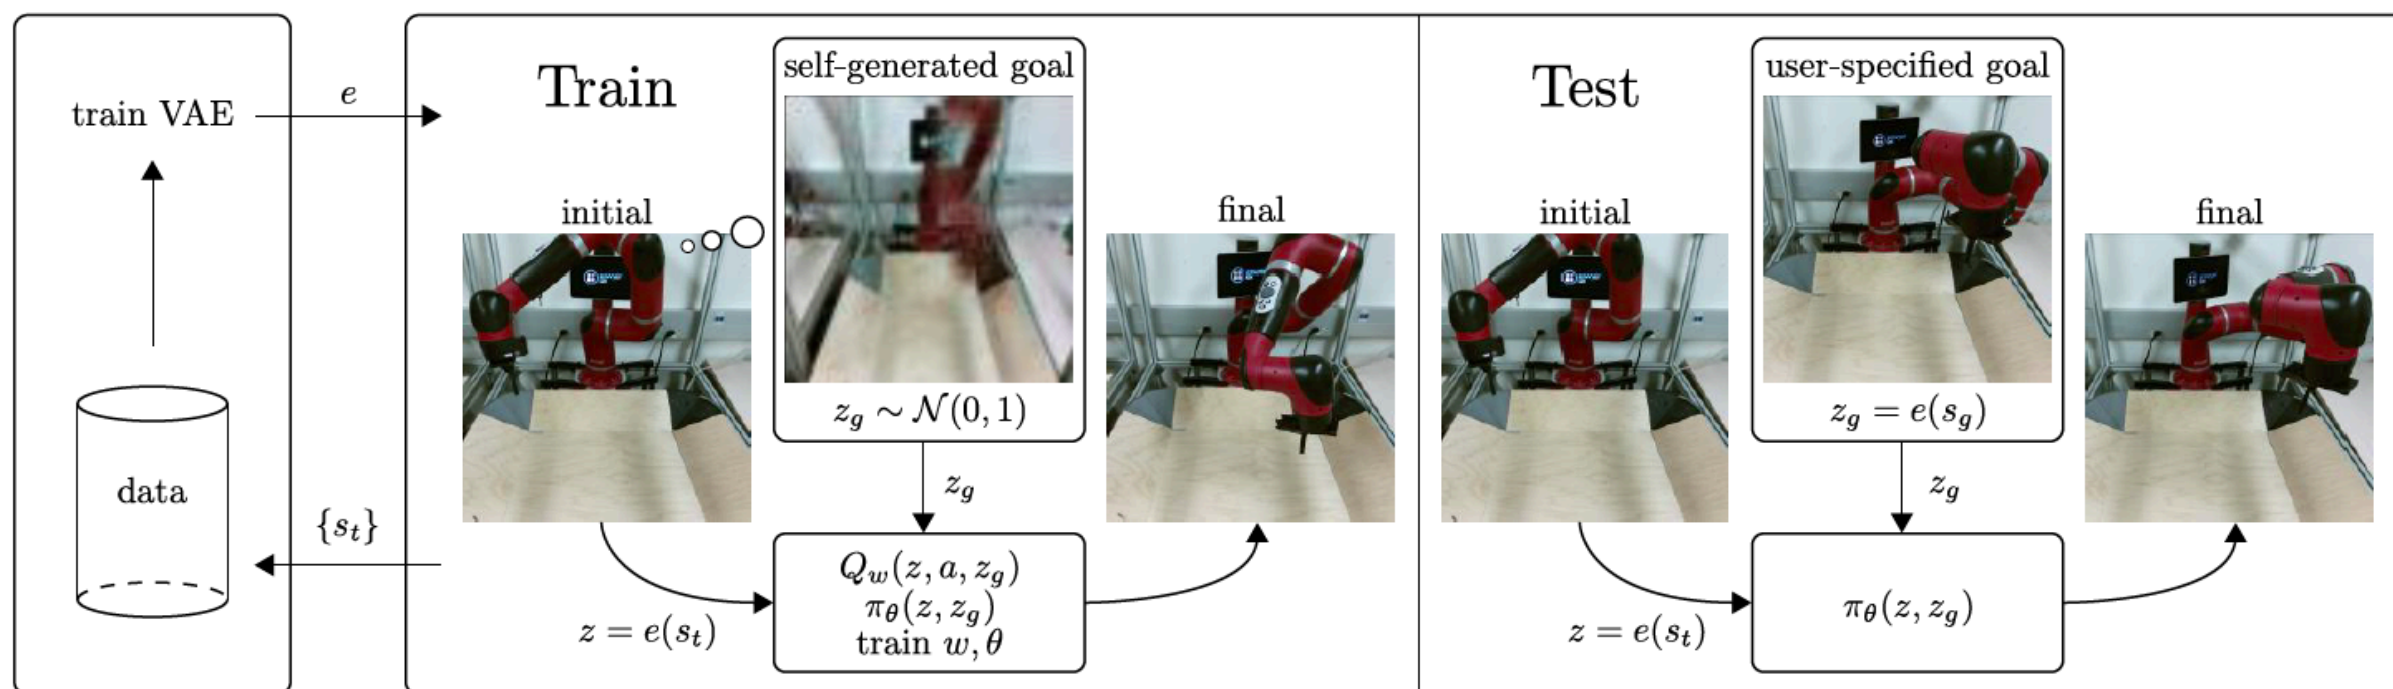 train VAE
data
e
{s_t}
Train
initial
self-generated goal
z_g ∼ 𝒩(0, 1)
z_g
z = e(s_t)
Q_w(z, a, z_g)
π_θ(z, z_g)
train w, θ
final
Test
initial
user-specified goal
z_g = e(s_g)
z_g
z = e(s_t)
π_θ(z, z_g)
final